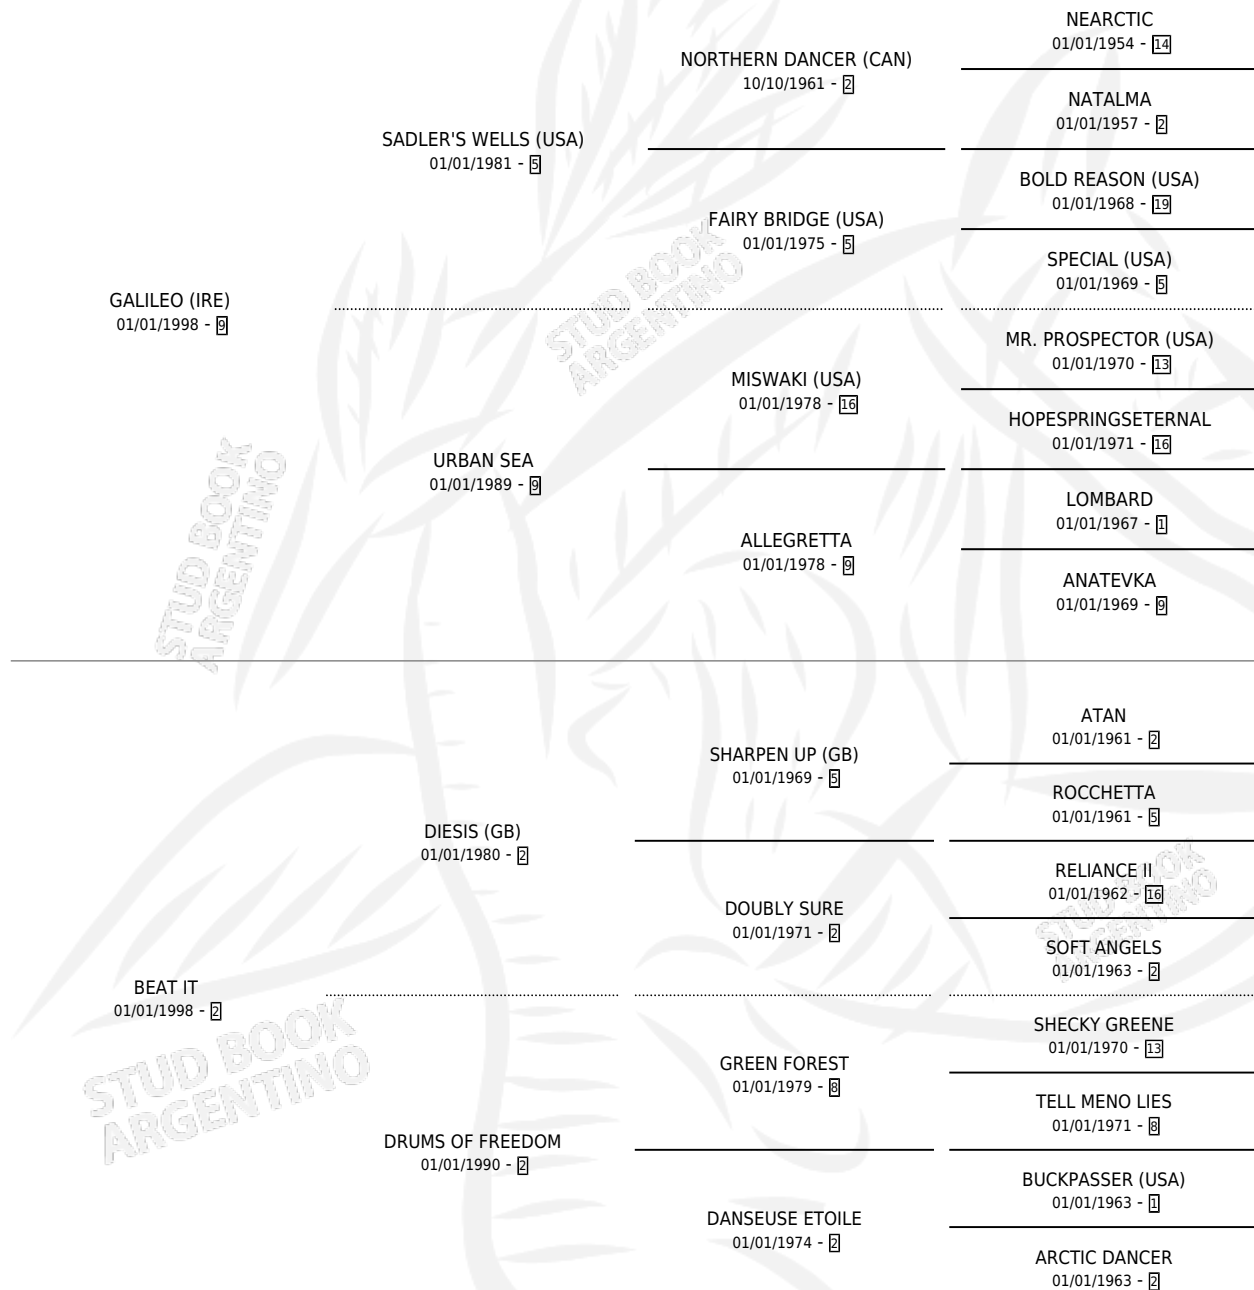 NEARCTIC
01/01/1954 - 14
NORTHERN DANCER (CAN)
10/10/1961 - 2
NATALMA
01/01/1957 - 2
SADLER'S WELLS (USA)
01/01/1981 - 5
BOLD REASON (USA)
01/01/1968 - 19
FAIRY BRIDGE (USA)
01/01/1975 - 5
SPECIAL (USA)
01/01/1969 - 5
STUD BOOK
ARGENTINO
GALILEO (IRE)
01/01/1998 - 9
MR. PROSPECTOR (USA)
01/01/1970 - 13
MISWAKI (USA)
01/01/1978 - 16
HOPESPRINGSETERNAL
01/01/1971 - 16
URBAN SEA
01/01/1989 - 9
LOMBARD
01/01/1967 - 1
ALLEGRETTA
01/01/1978 - 9
ANATEVKA
01/01/1969 - 9
STUD BOOK
ARGENTINO
ATAN
01/01/1961 - 2
SHARPEN UP (GB)
01/01/1969 - 5
ROCCHETTA
01/01/1961 - 5
DIESIS (GB)
01/01/1980 - 2
RELIANCE II
01/01/1962 - 16
DOUBLY SURE
01/01/1971 - 2
SOFT ANGELS
01/01/1963 - 2
STUD BOOK
ARGENTINO
BEAT IT
01/01/1998 - 2
SHECKY GREENE
01/01/1970 - 13
GREEN FOREST
01/01/1979 - 8
TELL MENO LIES
01/01/1971 - 8
STUD BOOK
ARGENTINO
DRUMS OF FREEDOM
01/01/1990 - 2
BUCKPASSER (USA)
01/01/1963 - 1
DANSEUSE ETOILE
01/01/1974 - 2
ARCTIC DANCER
01/01/1963 - 2